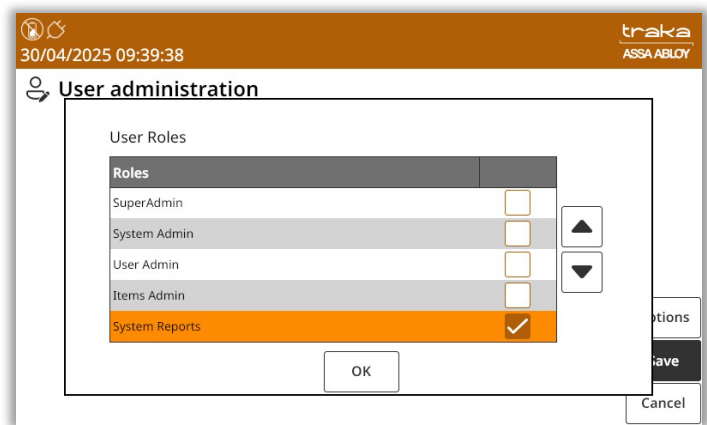 traka
30/04/2025 09:39:38
ASSA ABLOY
User administration
User Roles
Roles
SuperAdmin
System Admin
User Admin
Items Admin
System Reports
OK
ptions
Save
Cancel